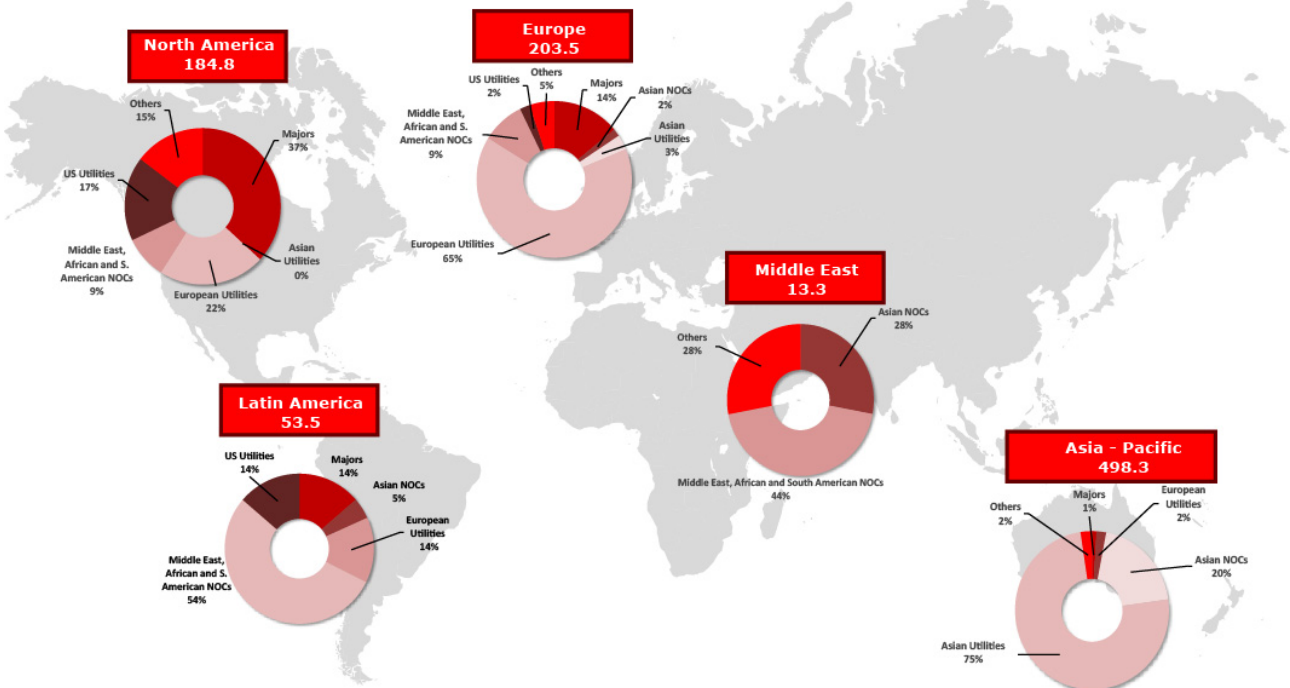 North America
184.8
Others
15%
Majors
37%
US Utilities
17%
Asian
Utilities
0%
Middle East,
African and S.
American NOCs
9%
European Utilities
22%
Europe
203.5
US Utilities
2%
Others
5%
Majors
14%
Asian NOCs
2%
Middle East,
African and S.
American NOCs
9%
Asian
Utilities
3%
European Utilities
65%
Middle East
13.3
Asian NOCs
28%
Others
28%
Middle East, African and South American NOCs
44%
Latin America
53.5
US Utilities
14%
Majors
14%
Asian NOCs
5%
European
Utilities
14%
Middle East,
African and S.
American NOCs
54%
Asia - Pacific
498.3
Others
2%
Majors
1%
European
Utilities
2%
Asian NOCs
20%
Asian Utilities
75%